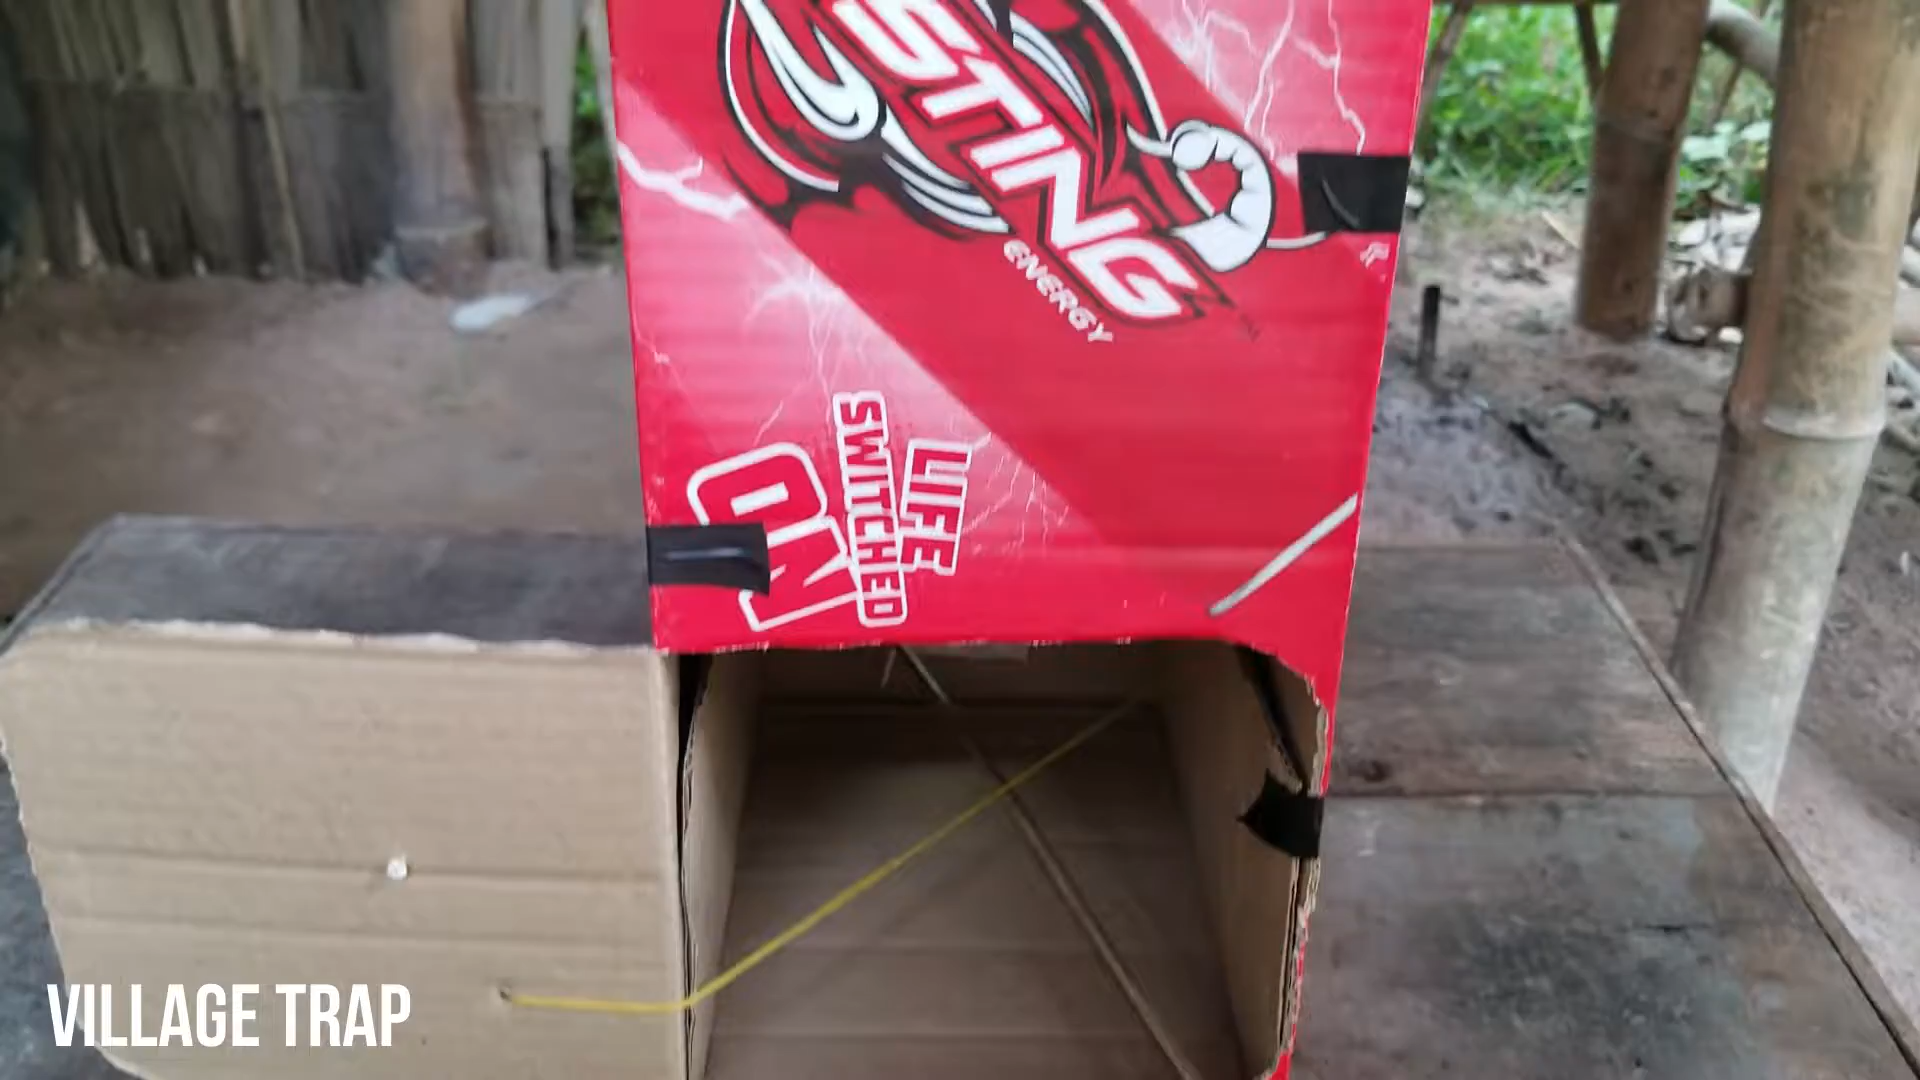 STING
ENERGY
LIFE
SWITCHED
ON
VILLAGE TRAP